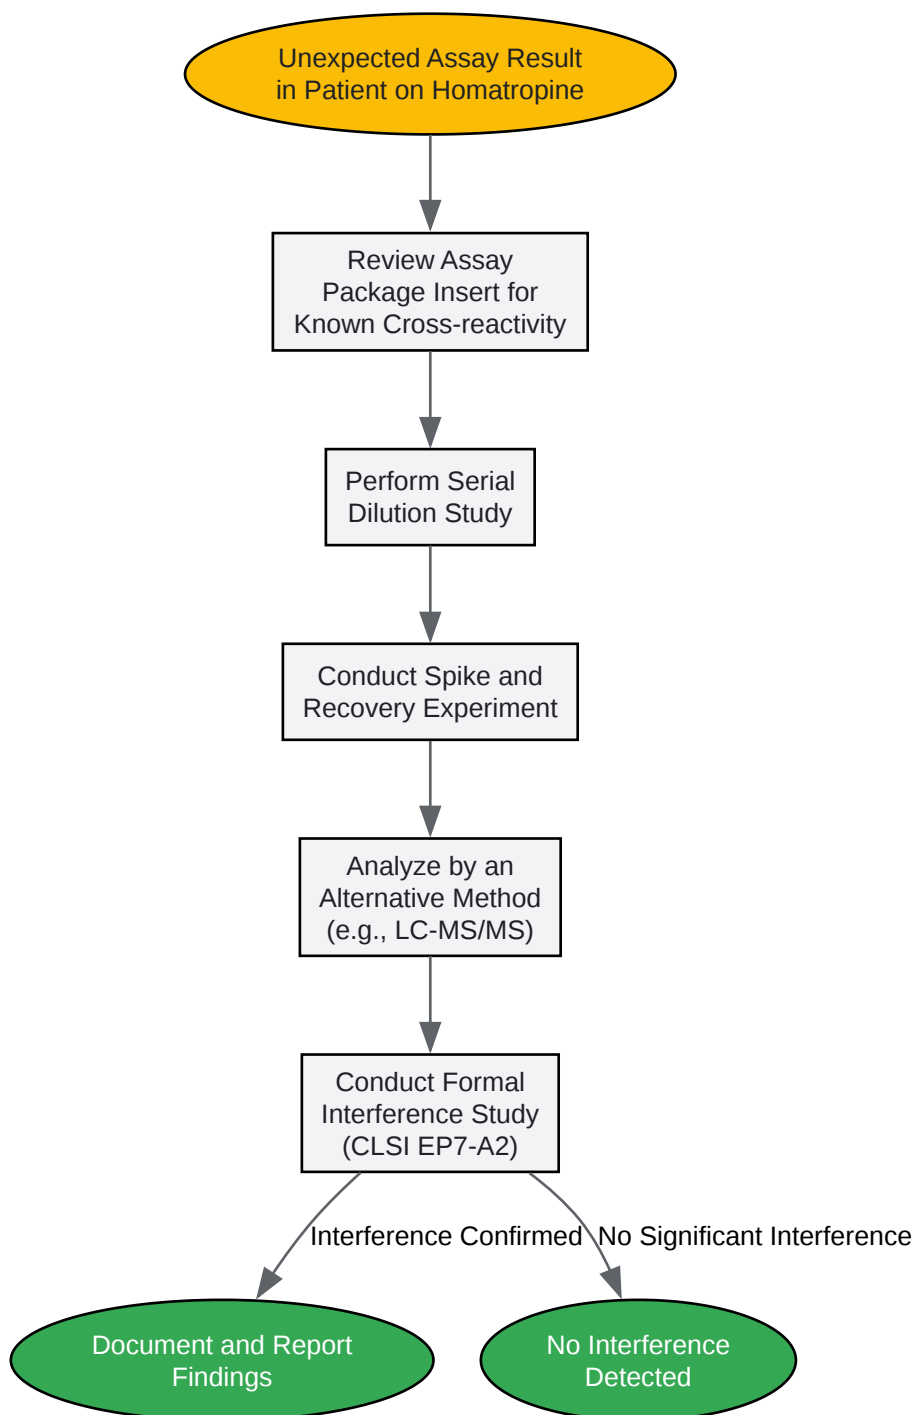 Unexpected Assay Result
in Patient on Homatropine
Review Assay
Package Insert for
Known Cross-reactivity
Perform Serial
Dilution Study
Conduct Spike and
Recovery Experiment
Analyze by an
Alternative Method
(e.g., LC-MS/MS)
Conduct Formal
Interference Study
(CLSI EP7-A2)
Interference Confirmed
No Significant Interference
Document and Report
Findings
No Interference
Detected